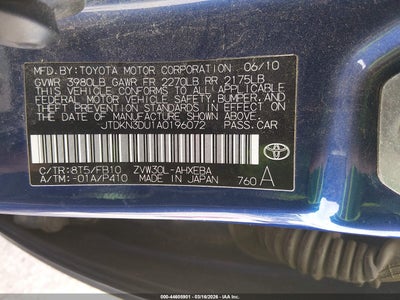 MFD. BY: TOYOTA MOTOR CORPORATION 06/10
GVWR 3980LB GAWR FR 2270LB RR 2175LB
THIS VEHICLE CONFORMS TO ALL APPLICABLE
FEDERAL MOTOR VEHICLE SAFETY, BUMPER, AND
THEFT PREVENTION STANDARDS IN EFFECT ON
THE DATE OF MANUFACTURE SHOWN ABOVE.
JTDKN3DU1A0196072 PASS.CAR
C/TR: 8T5/FB10 ZVW30L-AHXEBA
A/TM: -01A/P410 MADE IN JAPAN 760 A
000-44605901 - 03/16/2026 - IAA Inc.